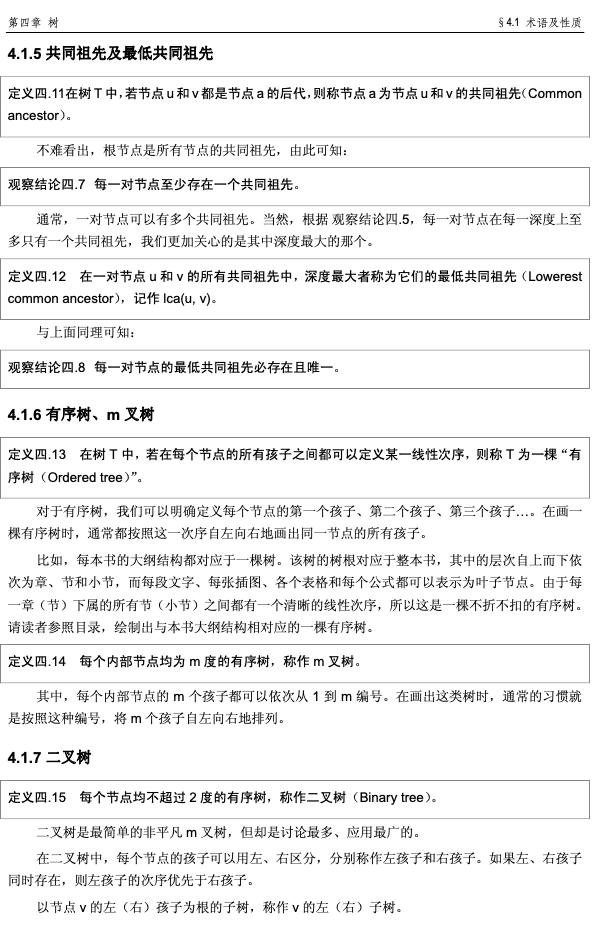 第四章 树 §4.1 术语及性质
4.1.5 共同祖先及最低共同祖先
定义四.11在树 T 中，若节点 u 和 v 都是节点 a 的后代，则称节点 a 为节点 u 和 v 的共同祖先（Common
ancestor）。
不难看出，根节点是所有节点的共同祖先，由此可知：
观察结论四.7 每一对节点至少存在一个共同祖先。
通常，一对节点可以有多个共同祖先。当然，根据 观察结论四.5，每一对节点在每一深度上至
多只有一个共同祖先，我们更加关心的是其中深度最大的那个。
定义四.12 在一对节点 u 和 v 的所有共同祖先中，深度最大者称为它们的最低共同祖先（Lowerest
common ancestor），记作 lca(u, v)。
与上面同理可知：
观察结论四.8 每一对节点的最低共同祖先必存在且唯一。
4.1.6 有序树、m 叉树
定义四.13 在树 T 中，若在每个节点的所有孩子之间都可以定义某一线性次序，则称 T 为一棵“有
序树（Ordered tree）”。
对于有序树，我们可以明确定义每个节点的第一个孩子、第二个孩子、第三个孩子…。在画一
棵有序树时，通常都按照这一次序自左向右地画出同一节点的所有孩子。
比如，每本书的大纲结构都对应于一棵树。该树的树根对应于整本书，其中的层次自上而下依
次为章、节和小节，而每段文字、每张插图、各个表格和每个公式都可以表示为叶子节点。由于每
一章（节）下属的所有节（小节）之间都有一个清晰的线性次序，所以这是一棵不折不扣的有序树。
请读者参照目录，绘制出与本书大纲结构相对应的一棵有序树。
定义四.14 每个内部节点均为 m 度的有序树，称作 m 叉树。
其中，每个内部节点的 m 个孩子都可以依次从 1 到 m 编号。在画出这类树时，通常的习惯就
是按照这种编号，将 m 个孩子自左向右地排列。
4.1.7 二叉树
定义四.15 每个节点均不超过 2 度的有序树，称作二叉树（Binary tree）。
二叉树是最简单的非平凡 m 叉树，但却是讨论最多、应用最广的。
在二叉树中，每个节点的孩子可以用左、右区分，分别称作左孩子和右孩子。如果左、右孩子
同时存在，则左孩子的次序优先于右孩子。
以节点 v 的左（右）孩子为根的子树，称作 v 的左（右）子树。